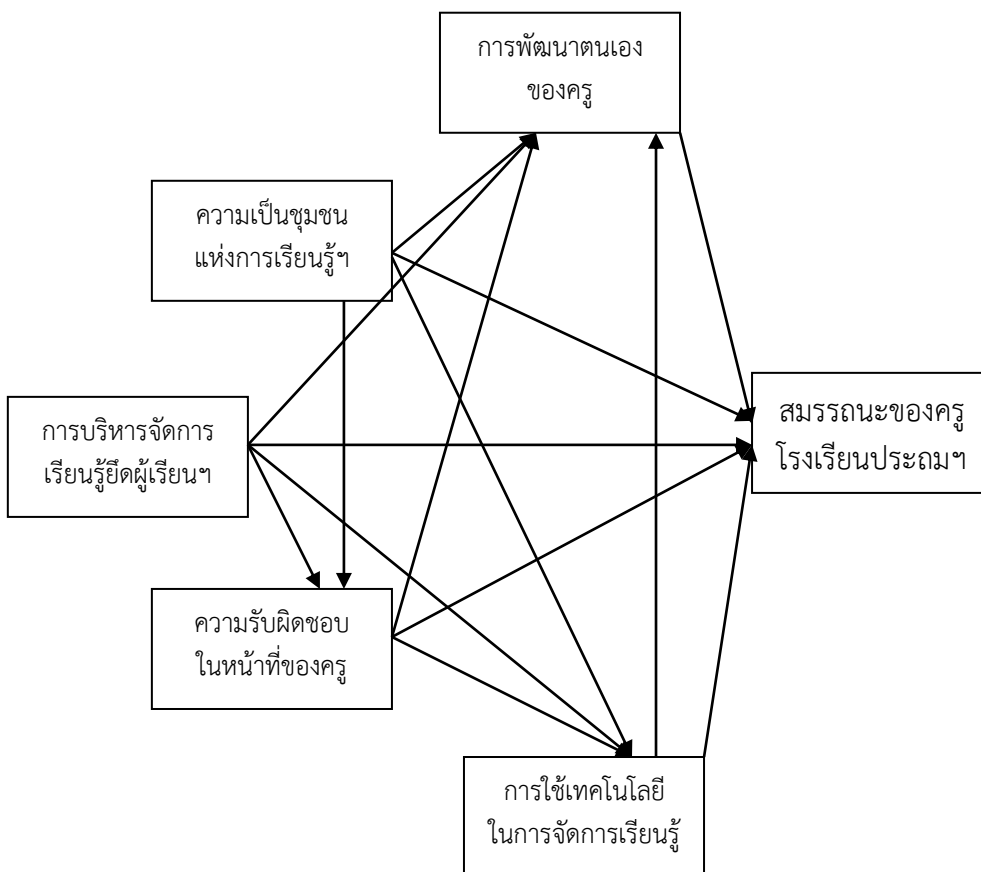 การพัฒนาตนเอง
ของครู
ความเป็นชุมชน
แห่งการเรียนรู้ฯ
สมรรถนะของครู
โรงเรียนประถมฯ
การบริหารจัดการ
เรียนรู้ยึดผู้เรียนฯ
ความรับผิดชอบ
ในหน้าที่ของครู
การใช้เทคโนโลยี
ในการจัดการเรียนรู้